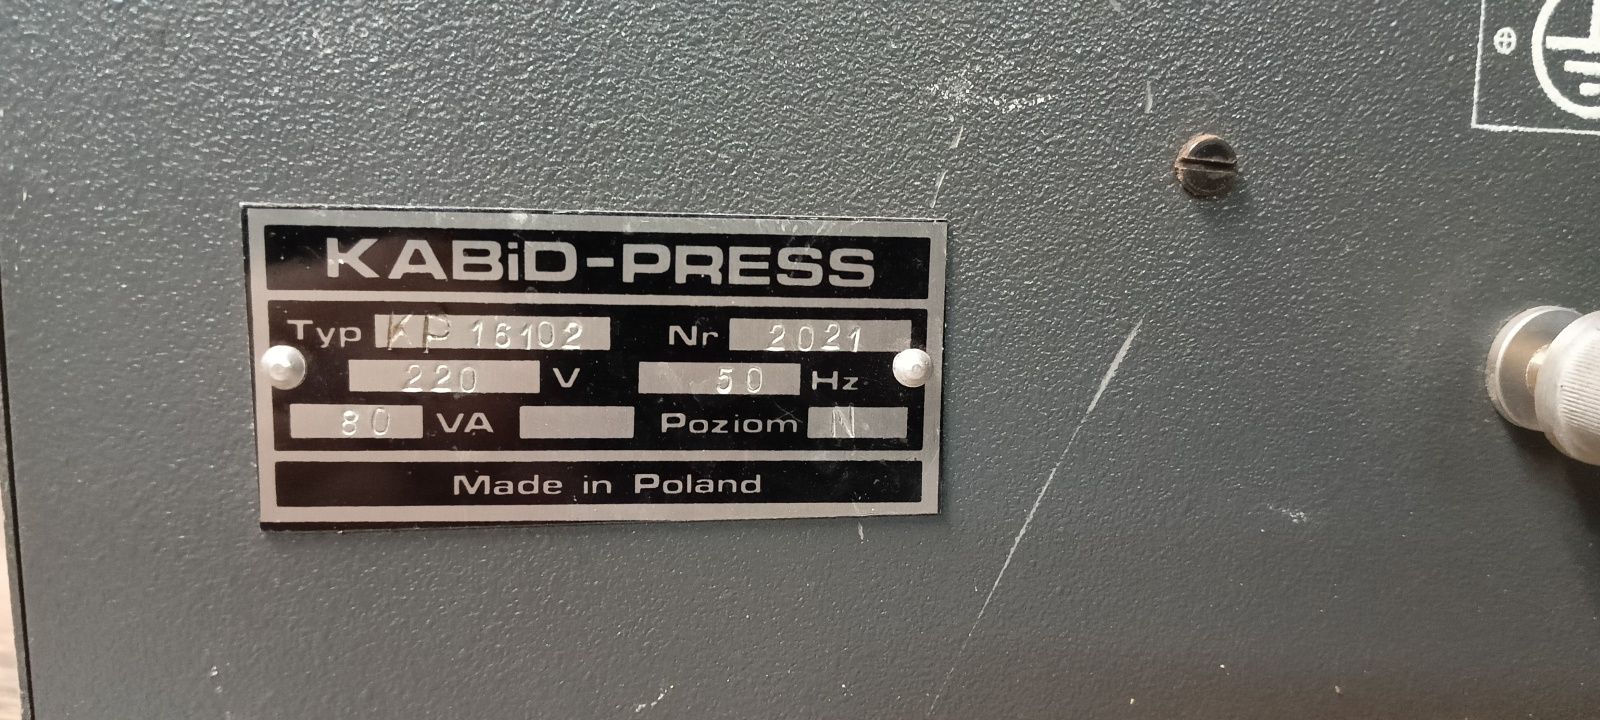 KABiD-PRESS
Typ KP 16102 Nr 2021
220 V 50 Hz
80 VA Poziom N
Made in Poland